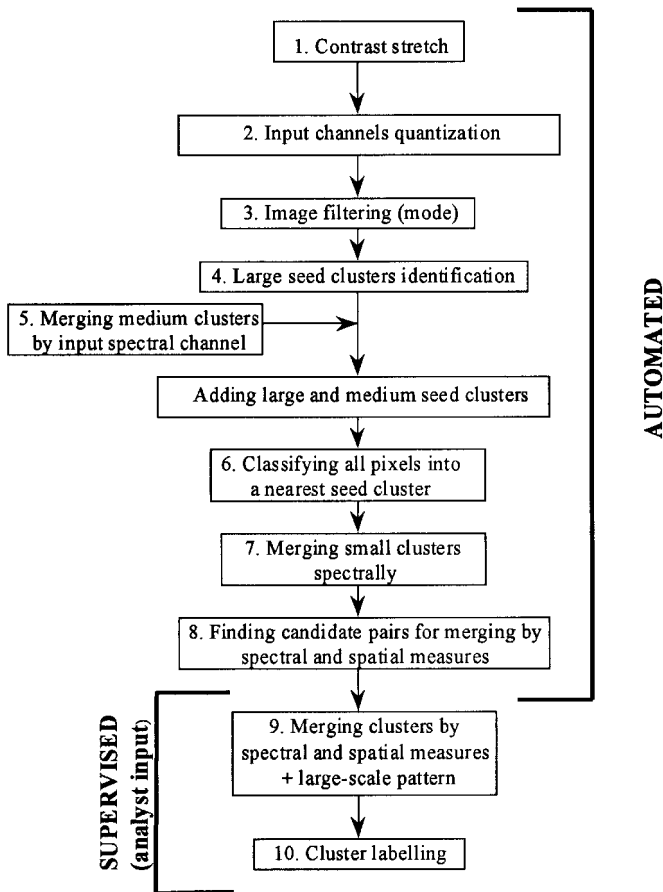 1. Contrast stretch
2. Input channels quantization
3. Image filtering (mode)
4. Large seed clusters identification
5. Merging medium clusters
by input spectral channel
Adding large and medium seed clusters
6. Classifying all pixels into
a nearest seed cluster
7. Merging small clusters
spectrally
8. Finding candidate pairs for merging by
spectral and spatial measures
9. Merging clusters by
spectral and spatial measures
+ large-scale pattern
10. Cluster labelling
AUTOMATED
SUPERVISED
(analyst input)